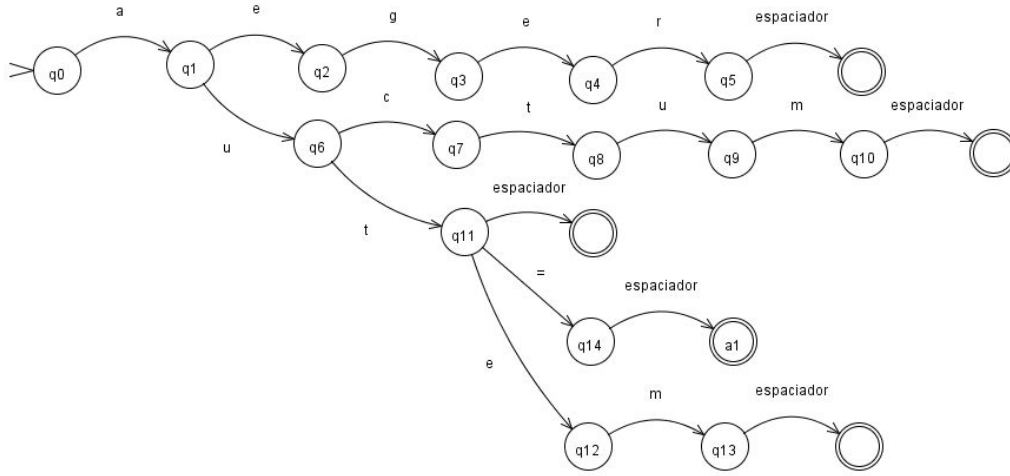 a e g e r espaciador
q0 q1 q2 q3 q4 q5
u c t u m espaciador
q6 q7 q8 q9 q10
t espaciador
q11
= espaciador
q14 a1
e m espaciador
q12 q13